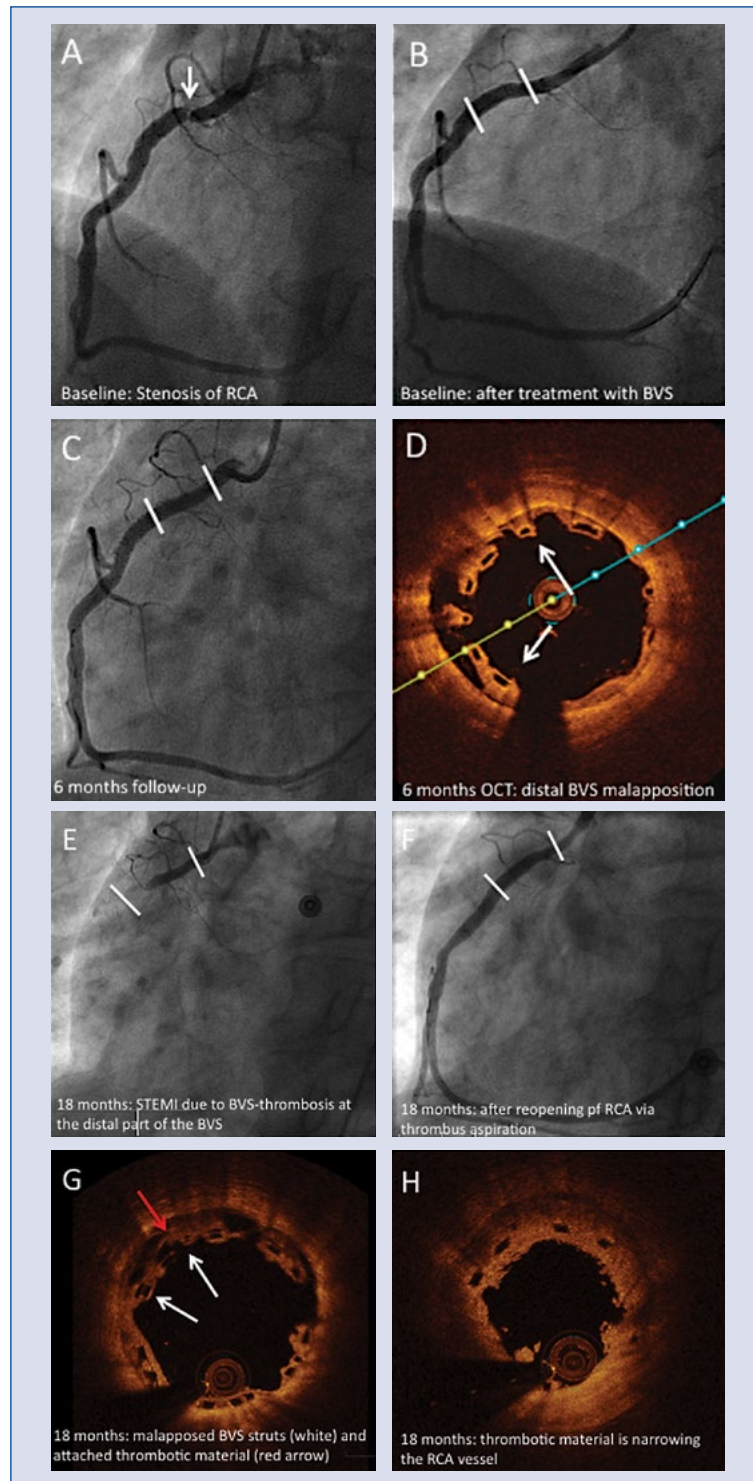 A
B
Baseline: Stenosis of RCA
Baseline: after treatment with BVS
C
D
6 months follow-up
6 months OCT: distal BVS malapposition
E
F
18 months: STEMI due to BVS-thrombosis at
the distal part of the BVS
18 months: after reopening pf RCA via
thrombus aspiration
G
H
18 months: malapposed BVS struts (white) and
attached thrombotic material (red arrow)
18 months: thrombotic material is narrowing
the RCA vessel